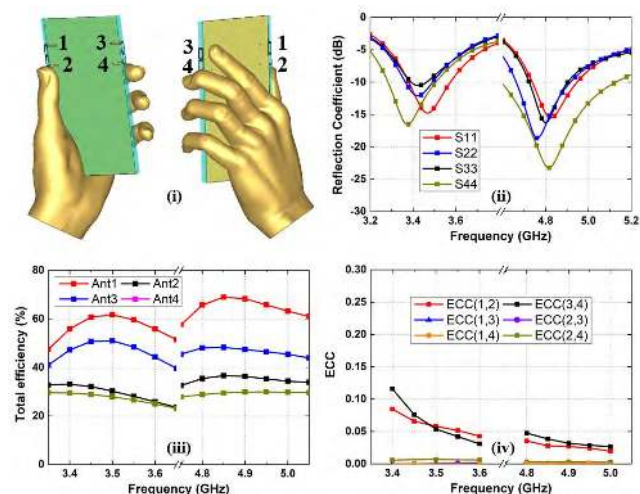 1 3
2 4
3 1
4 2
(i)
Reflection Coefficient (dB)
0
-5
-10
-15
-20
-25
-30
S11
S22
S33
S44
(ii)
3.2 3.4 3.6 4.8 5.0 5.2
Frequency (GHz)
Total efficiency (%)
80
60
40
20
0
Ant1 Ant2
Ant3 Ant4
(iii)
3.4 3.5 3.6 4.8 4.9 5.0
Frequency (GHz)
ECC
0.30
0.25
0.20
0.15
0.10
0.05
0.00
ECC(1,2) ECC(3,4)
ECC(1,3) ECC(2,3)
ECC(1,4) ECC(2,4)
(iv)
3.4 3.5 3.6 4.8 4.9 5.0
Frequency (GHz)